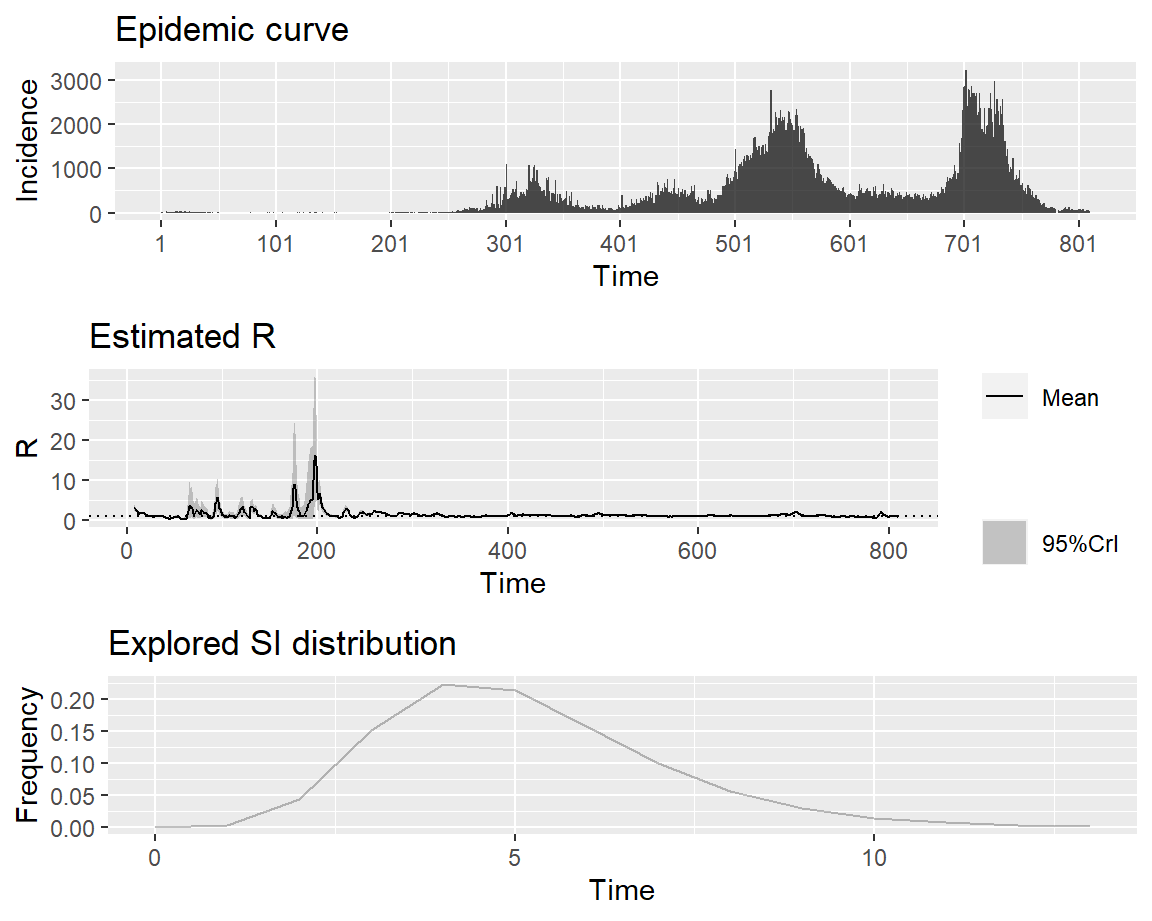 Epidemic curve
Incidence
3000
2000
1000
0
1 101 201 301 401 501 601 701 801
Time
Estimated R
R
30
20
10
0
0 200 400 600 800
Time
Mean
95%CrI
Explored SI distribution
Frequency
0.20
0.15
0.10
0.05
0.00
0 5 10
Time